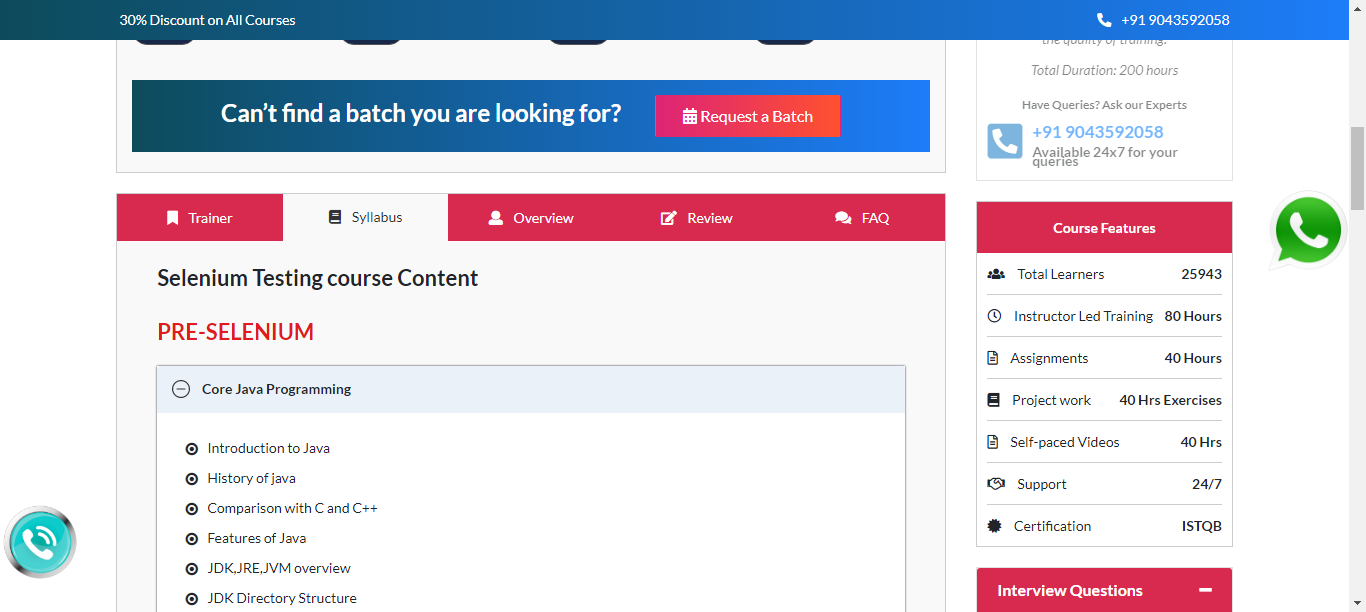 30% Discount on All Courses
+91 9043592058
Can’t find a batch you are looking for?
Request a Batch
Trainer
Syllabus
Overview
Review
FAQ
Selenium Testing course Content
PRE-SELENIUM
Core Java Programming
Introduction to Java
History of java
Comparison with C and C++
Features of Java
JDK,JRE,JVM overview
JDK Directory Structure
the quality of training.
Total Duration: 200 hours
Have Queries? Ask our Experts
+91 9043592058
Available 24x7 for your
queries
Course Features
Total Learners 25943
Instructor Led Training 80 Hours
Assignments 40 Hours
Project work 40 Hrs Exercises
Self-paced Videos 40 Hrs
Support 24/7
Certification ISTQB
Interview Questions